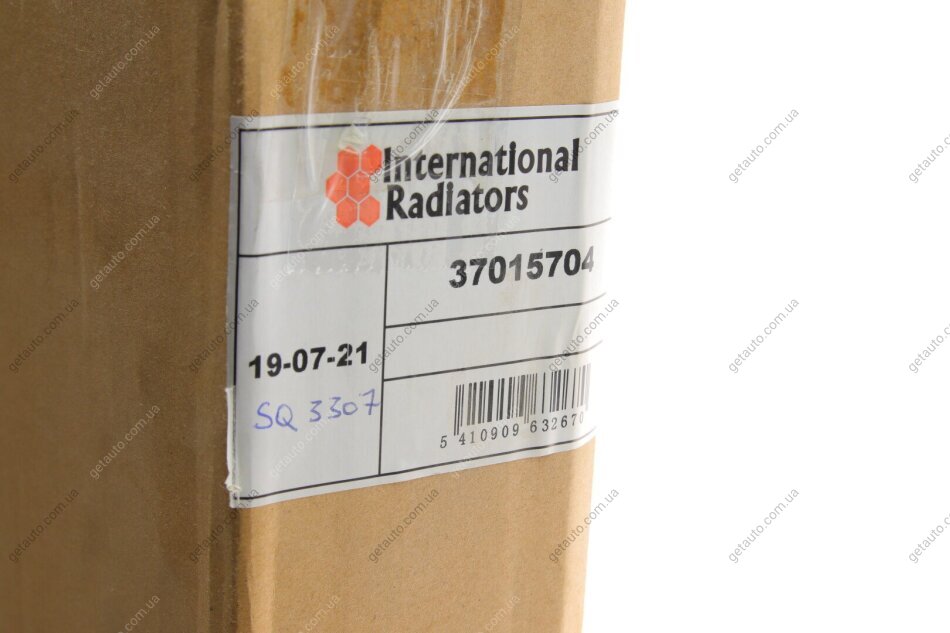 International
Radiators
37015704
19-07-21
SQ 3307
5 410909 632670
getauto.com.ua